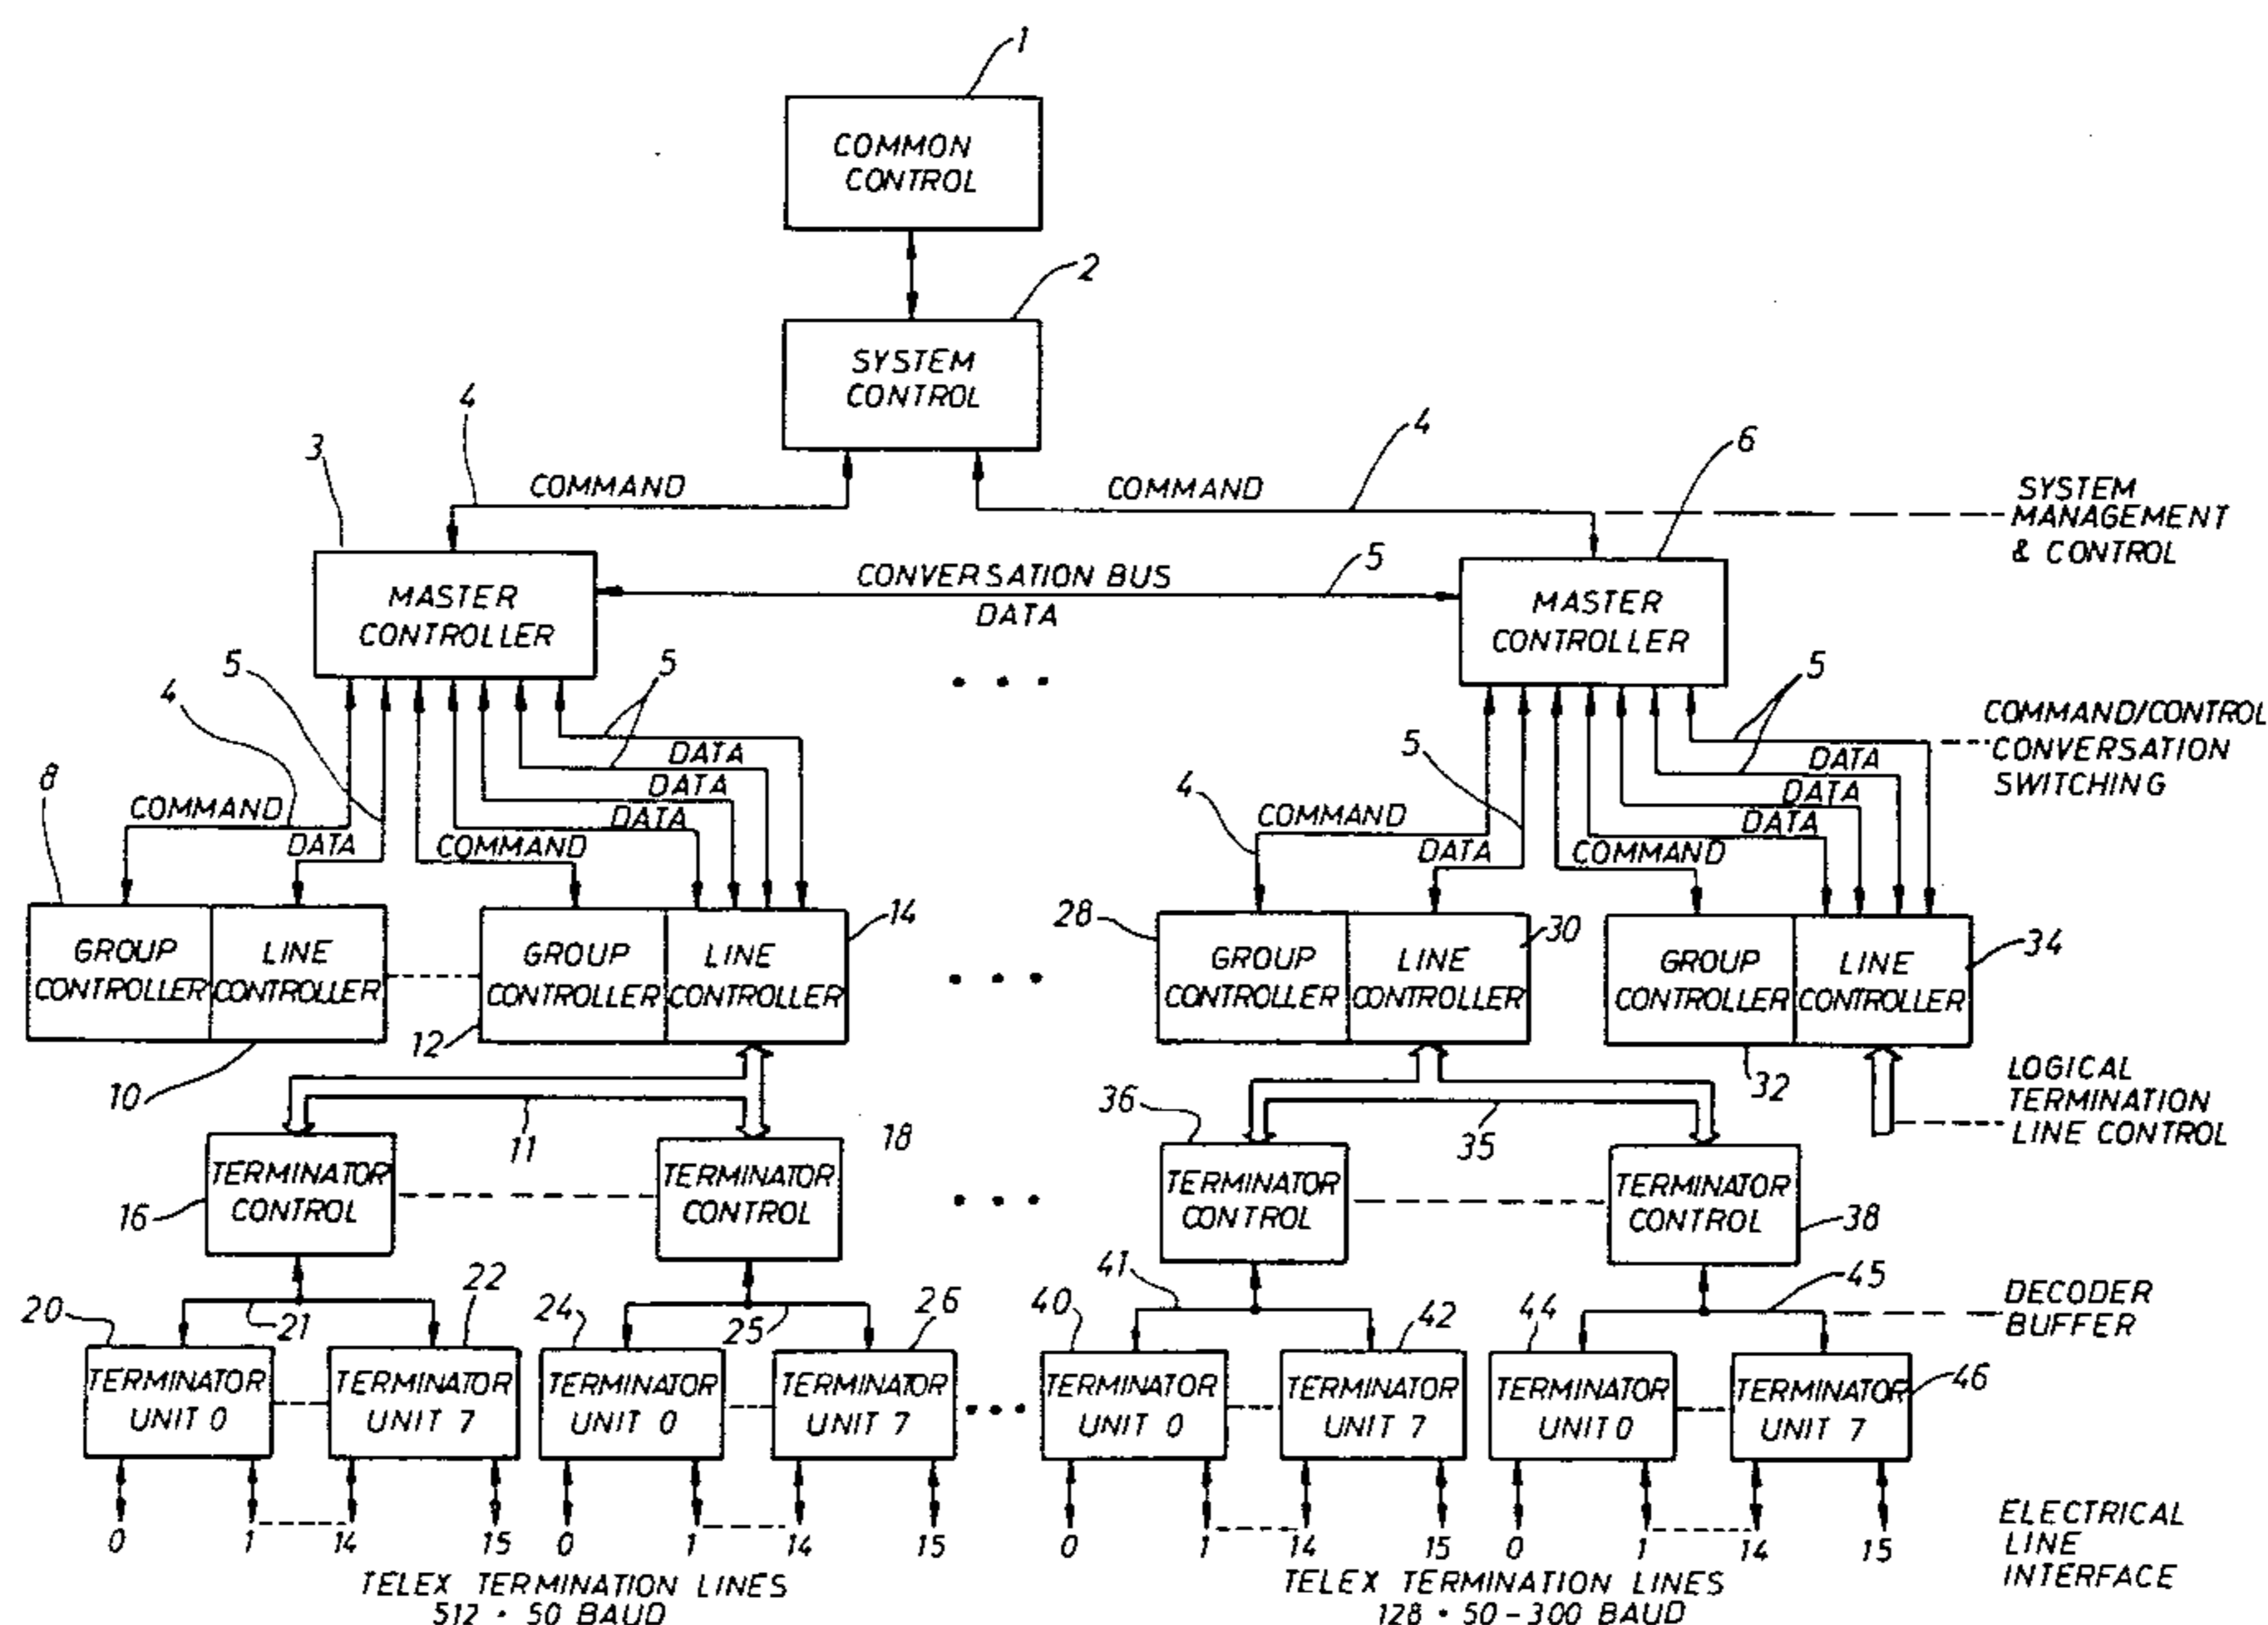 1
COMMON
CONTROL
2
SYSTEM
CONTROL
4
4
3
6
COMMAND
COMMAND
SYSTEM
MANAGEMENT
& CONTROL
CONVERSATION BUS
5
DATA
MASTER
CONTROLLER
MASTER
CONTROLLER
4
5
5
5
5
COMMAND/CONTROL
CONVERSATION
SWITCHING
8
COMMAND
DATA
COMMAND
DATA
DATA
DATA
4
COMMAND
DATA
COMMAND
DATA
DATA
DATA
GROUP
CONTROLLER
LINE
CONTROLLER
GROUP
CONTROLLER
LINE
CONTROLLER
14
28
GROUP
CONTROLLER
LINE
CONTROLLER
30
GROUP
CONTROLLER
LINE
CONTROLLER
34
10
12
32
LOGICAL
TERMINATION
LINE CONTROL
11
18
36
35
TERMINATOR
CONTROL
16
TERMINATOR
CONTROL
TERMINATOR
CONTROL
TERMINATOR
CONTROL
38
20
21
22
24
25
26
40
41
42
44
45
DECODER
BUFFER
TERMINATOR
UNIT 0
TERMINATOR
UNIT 7
TERMINATOR
UNIT 0
TERMINATOR
UNIT 7
TERMINATOR
UNIT 0
TERMINATOR
UNIT 7
TERMINATOR
UNIT 0
TERMINATOR
UNIT 7
46
0 1 14 15 0 1 14 15 0 1 14 15 0 1 14 15
ELECTRICAL
LINE
INTERFACE
TELEX TERMINATION LINES
512 • 50 BAUD
TELEX TERMINATION LINES
128 • 50-300 BAUD